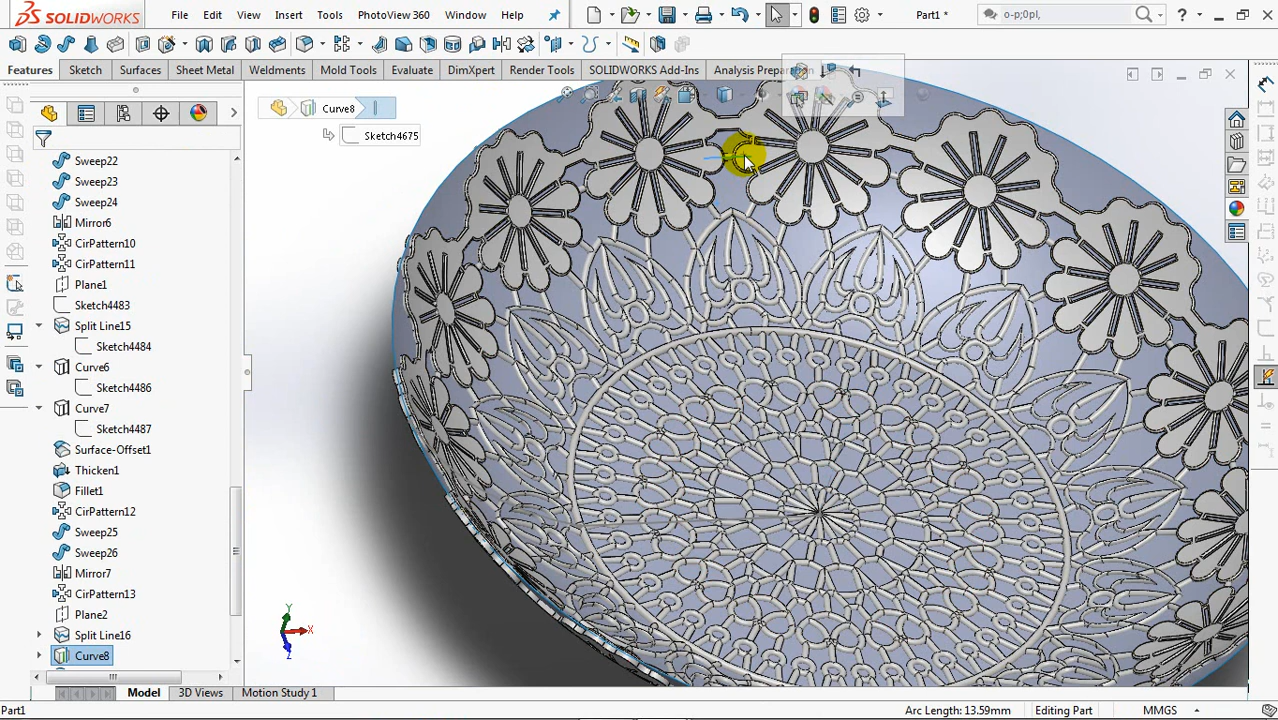 SOLIDWORKS File Edit View Insert Tools PhotoView 360 Window Help Part1 * o-p;0pl,
Features Sketch Surfaces Sheet Metal Weldments Mold Tools Evaluate DimXpert Render Tools SOLIDWORKS Add-Ins Analysis Preparation
Curve8
Sketch4675
Sweep22
Sweep23
Sweep24
Mirror6
CirPattern10
CirPattern11
Plane1
Sketch4483
Split Line15
Sketch4484
Curve6
Sketch4486
Curve7
Sketch4487
Surface-Offset1
Thicken1
Fillet1
CirPattern12
Sweep25
Sweep26
Mirror7
CirPattern13
Plane2
Split Line16
Curve8
Y
X
Z
Model 3D Views Motion Study 1
Part1 Arc Length: 13.59mm Editing Part MMGS